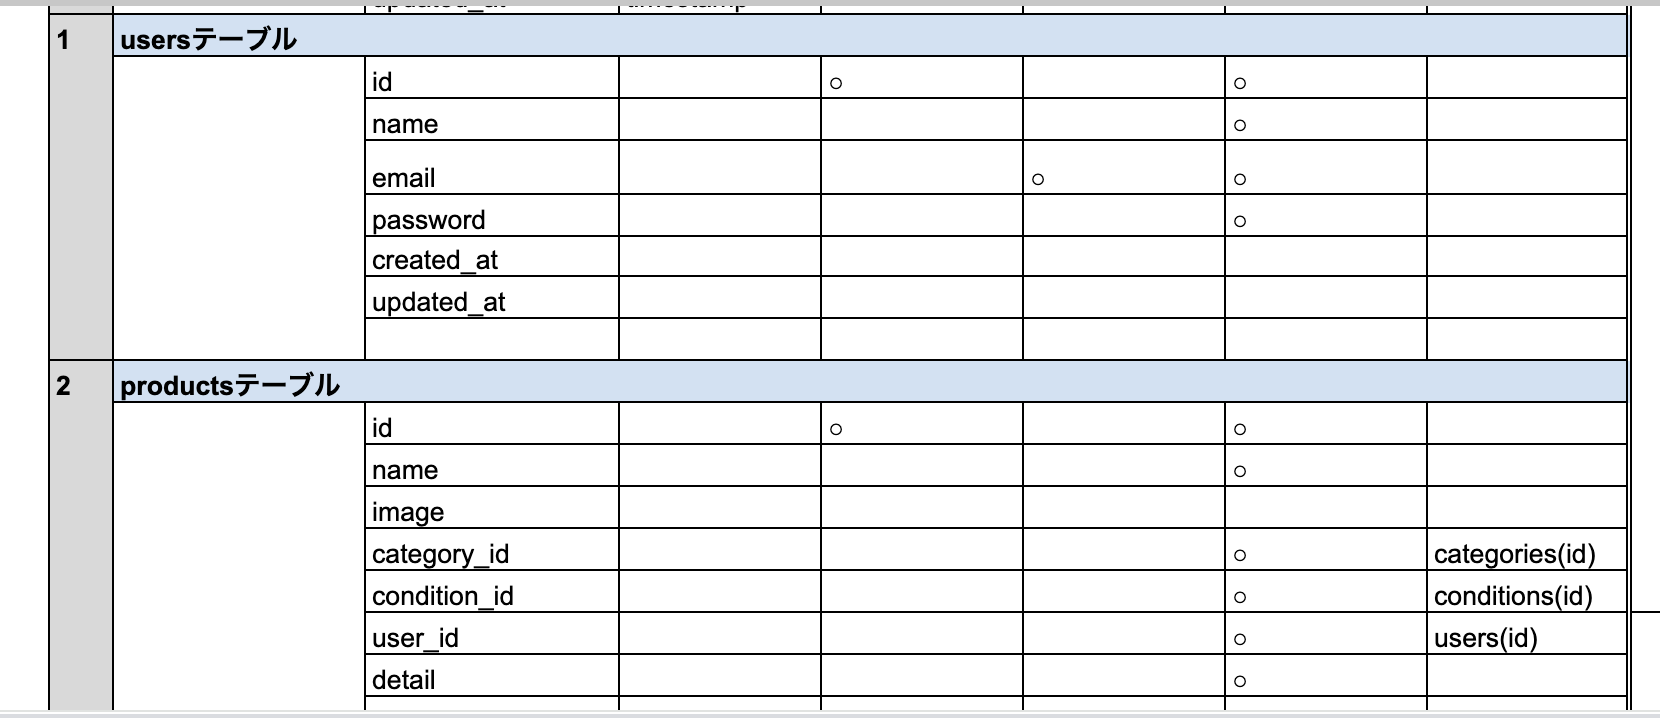 updated_at timestamp
1 usersテーブル
id ○ ○
name ○
email ○ ○
password ○
created_at
updated_at
2 productsテーブル
id ○ ○
name ○
image
category_id ○ categories(id)
condition_id ○ conditions(id)
user_id ○ users(id)
detail ○